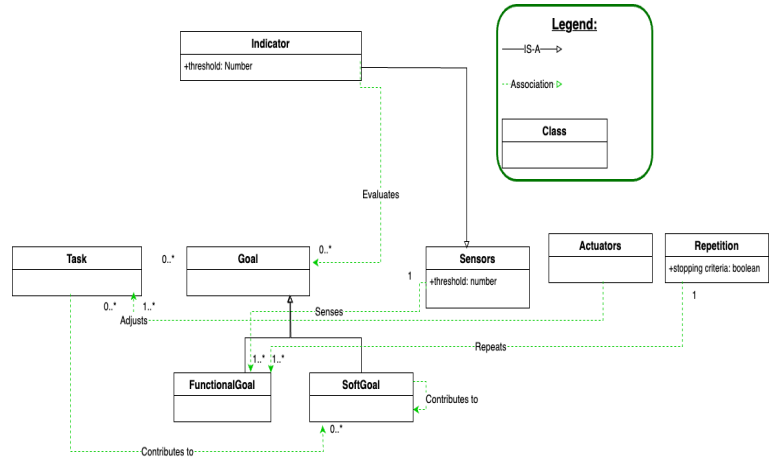 Legend:
IS-A
Association
Class
Indicator
+threshold: Number
Evaluates
0..*
0..*
Task
Goal
Sensors
+threshold: number
1
Actuators
Repetition
+stopping criteria: boolean
1
0..*
1..*
Adjusts
Senses
Repeats
1..*
1..*
FunctionalGoal
SoftGoal
Contributes to
0..*
Contributes to